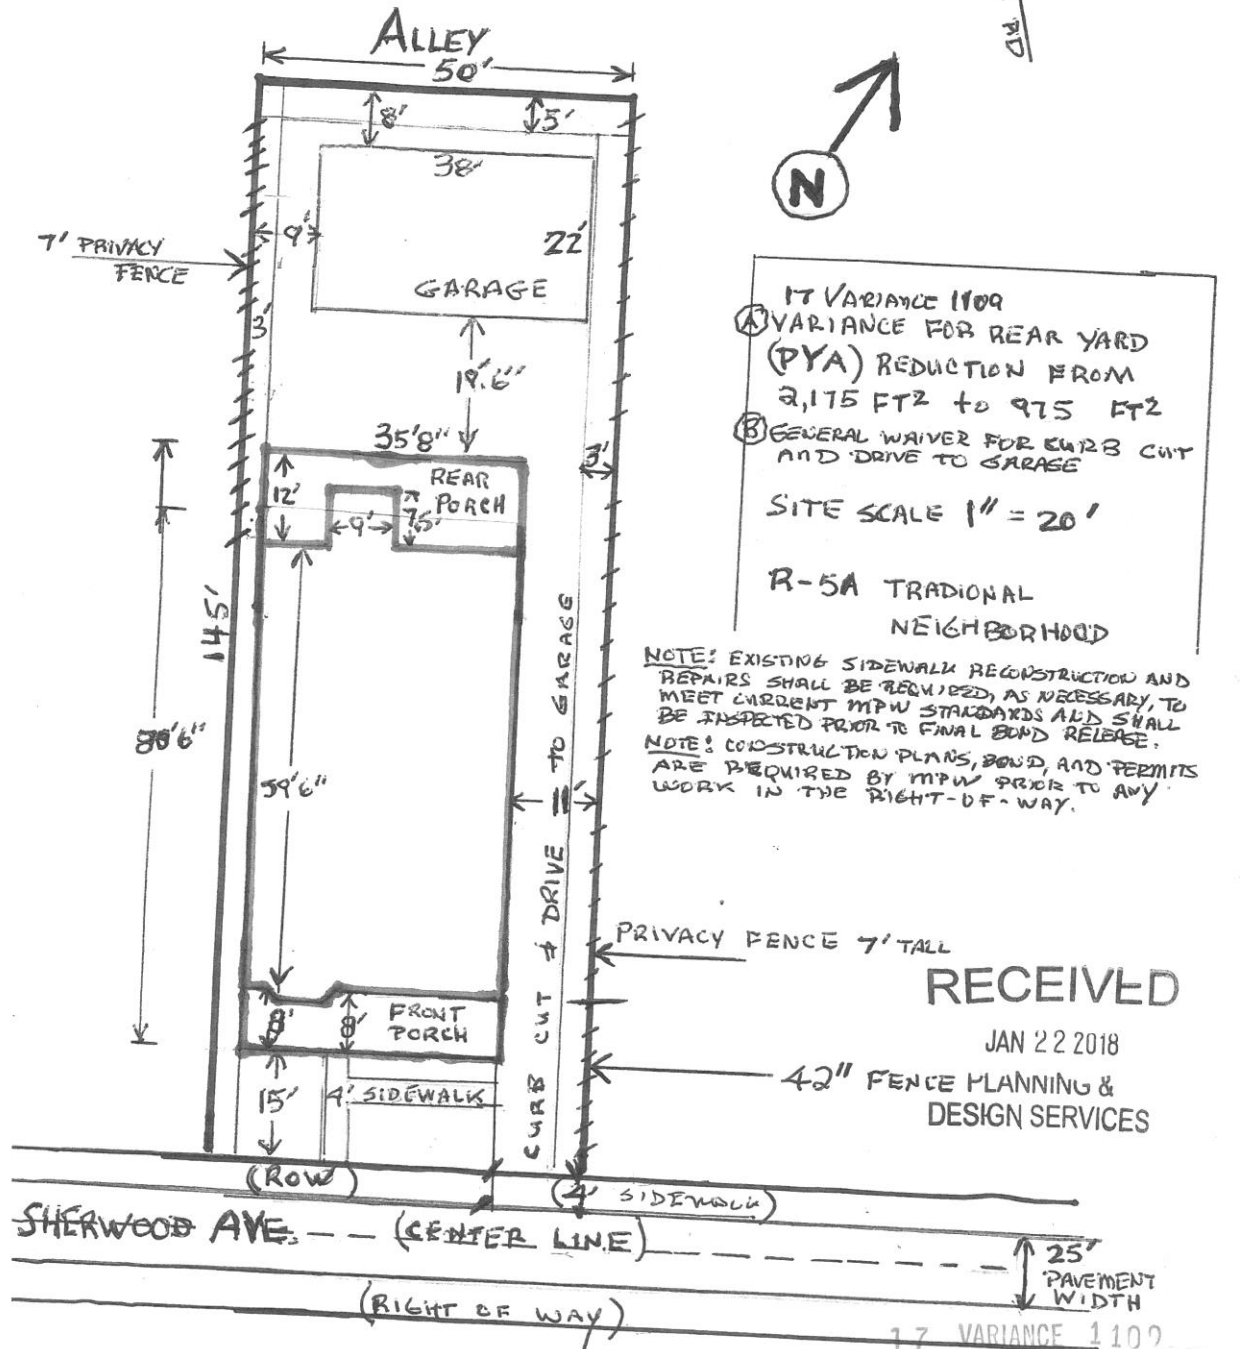 ALLEY
50'
8'
5'
38'
9'
22'
7' PRIVACY
FENCE
GARAGE
3'
19'.6"
35'8"
3'
12'
REAR
PORCH
9'
7'6"
145'
59'6"
11'
CURB CUT & DRIVE TO GARAGE
8'
8'
FRONT
PORCH
15'
4' SIDEWALK
(ROW)
(4' SIDEWALK)
SHERWOOD AVE. (CENTER LINE)
25'
PAVEMENT
WIDTH
(RIGHT OF WAY)
N
17 VARIANCE 1109
(A) VARIANCE FOR REAR YARD
(PYA) REDUCTION FROM
2,175 FT2 to 975 FT2
(B) GENERAL WAIVER FOR KURB CUT
AND DRIVE TO GARAGE
SITE SCALE 1" = 20'
R-5A TRADIONAL
NEIGHBORHOOD
NOTE: EXISTING SIDEWALK RECONSTRUCTION AND
REPAIRS SHALL BE REQUIRED, AS NECESSARY, TO
MEET CURRENT MPW STANDARDS AND SHALL
BE INSPECTED PRIOR TO FINAL BOND RELEASE.
NOTE: CONSTRUCTION PLANS, BOND, AND PERMITS
ARE REQUIRED BY MPW PRIOR TO ANY
WORK IN THE RIGHT-OF-WAY.
PRIVACY FENCE 7' TALL
RECEIVED
JAN 22 2018
PLANNING &
DESIGN SERVICES
42" FENCE
17 VARIANCE 1109